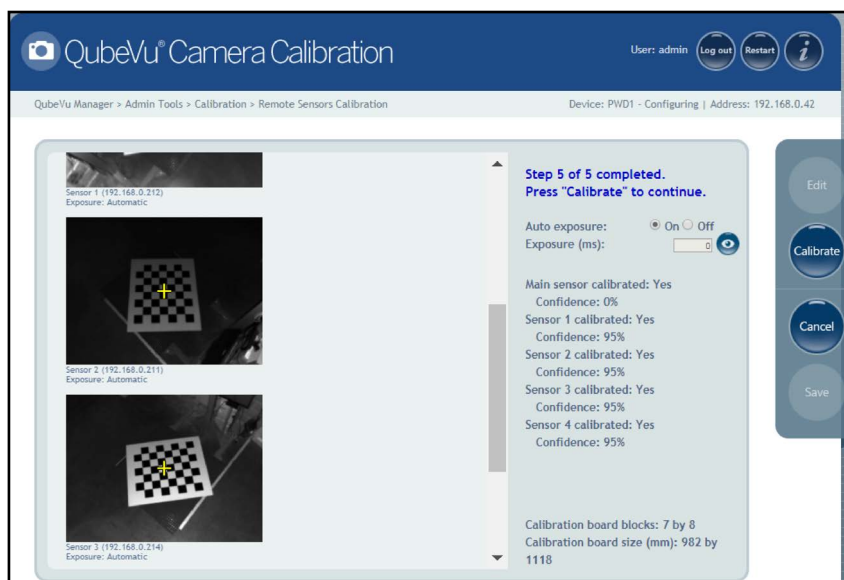 QubeVu® Camera Calibration
User: admin
Log out
Restart
i
QubeVu Manager > Admin Tools > Calibration > Remote Sensors Calibration
Device: PWD1 - Configuring | Address: 192.168.0.42
Sensor 1 (192.168.0.212)
Exposure: Automatic
Sensor 2 (192.168.0.211)
Exposure: Automatic
Sensor 3 (192.168.0.214)
Exposure: Automatic
Step 5 of 5 completed.
Press "Calibrate" to continue.
Auto exposure: On Off
Exposure (ms): 0
Main sensor calibrated: Yes
Confidence: 0%
Sensor 1 calibrated: Yes
Confidence: 95%
Sensor 2 calibrated: Yes
Confidence: 95%
Sensor 3 calibrated: Yes
Confidence: 95%
Sensor 4 calibrated: Yes
Confidence: 95%
Calibration board blocks: 7 by 8
Calibration board size (mm): 982 by
1118
Edit
Calibrate
Cancel
Save